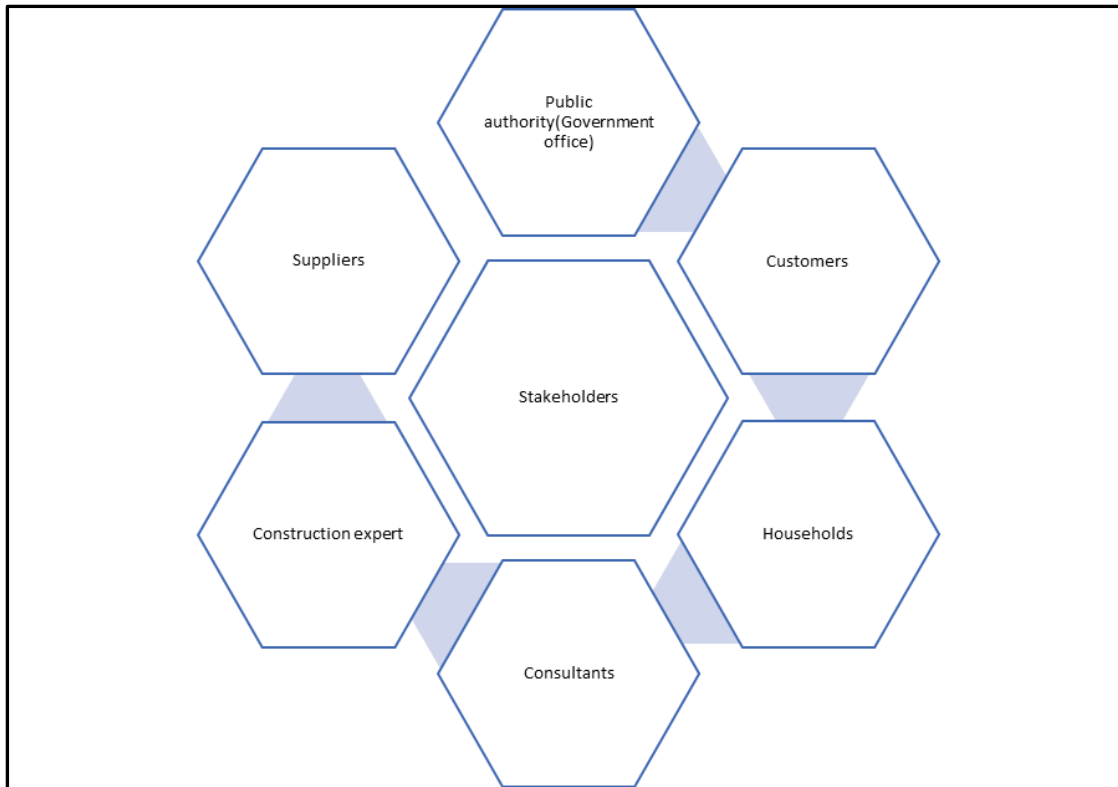 Public
authority(Government
office)
Suppliers
Customers
Stakeholders
Construction expert
Households
Consultants